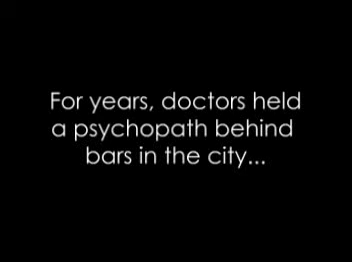 For years, doctors held
a psychopath behind
bars in the city...